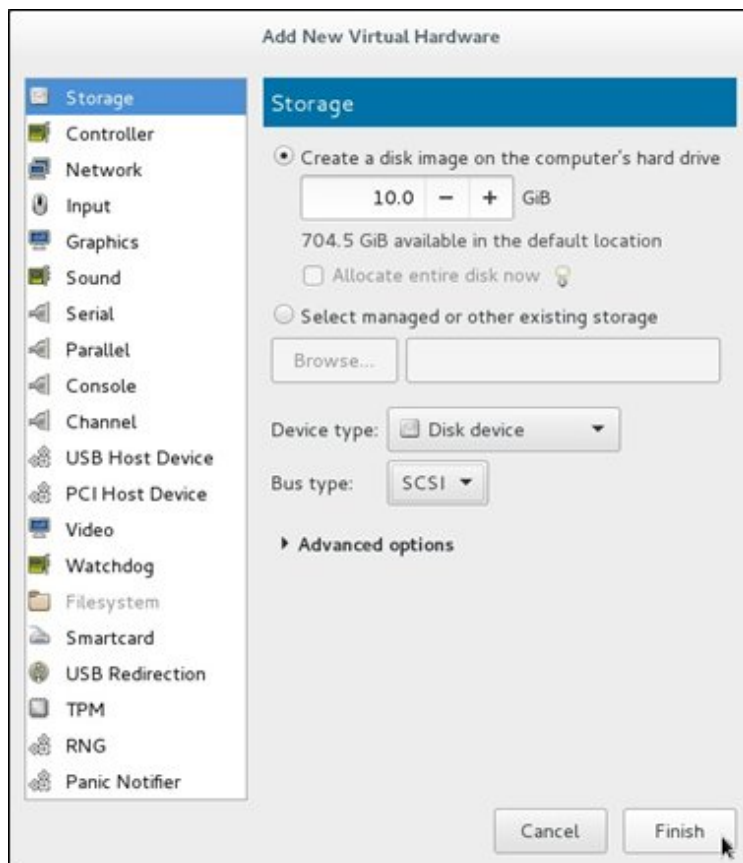 Add New Virtual Hardware
Storage
Controller
Network
Input
Graphics
Sound
Serial
Parallel
Console
Channel
USB Host Device
PCI Host Device
Video
Watchdog
Filesystem
Smartcard
USB Redirection
TPM
RNG
Panic Notifier
Storage
Create a disk image on the computer's hard drive
10.0 − + GiB
704.5 GiB available in the default location
Allocate entire disk now
Select managed or other existing storage
Browse...
Device type: Disk device
Bus type: SCSI
Advanced options
Cancel Finish